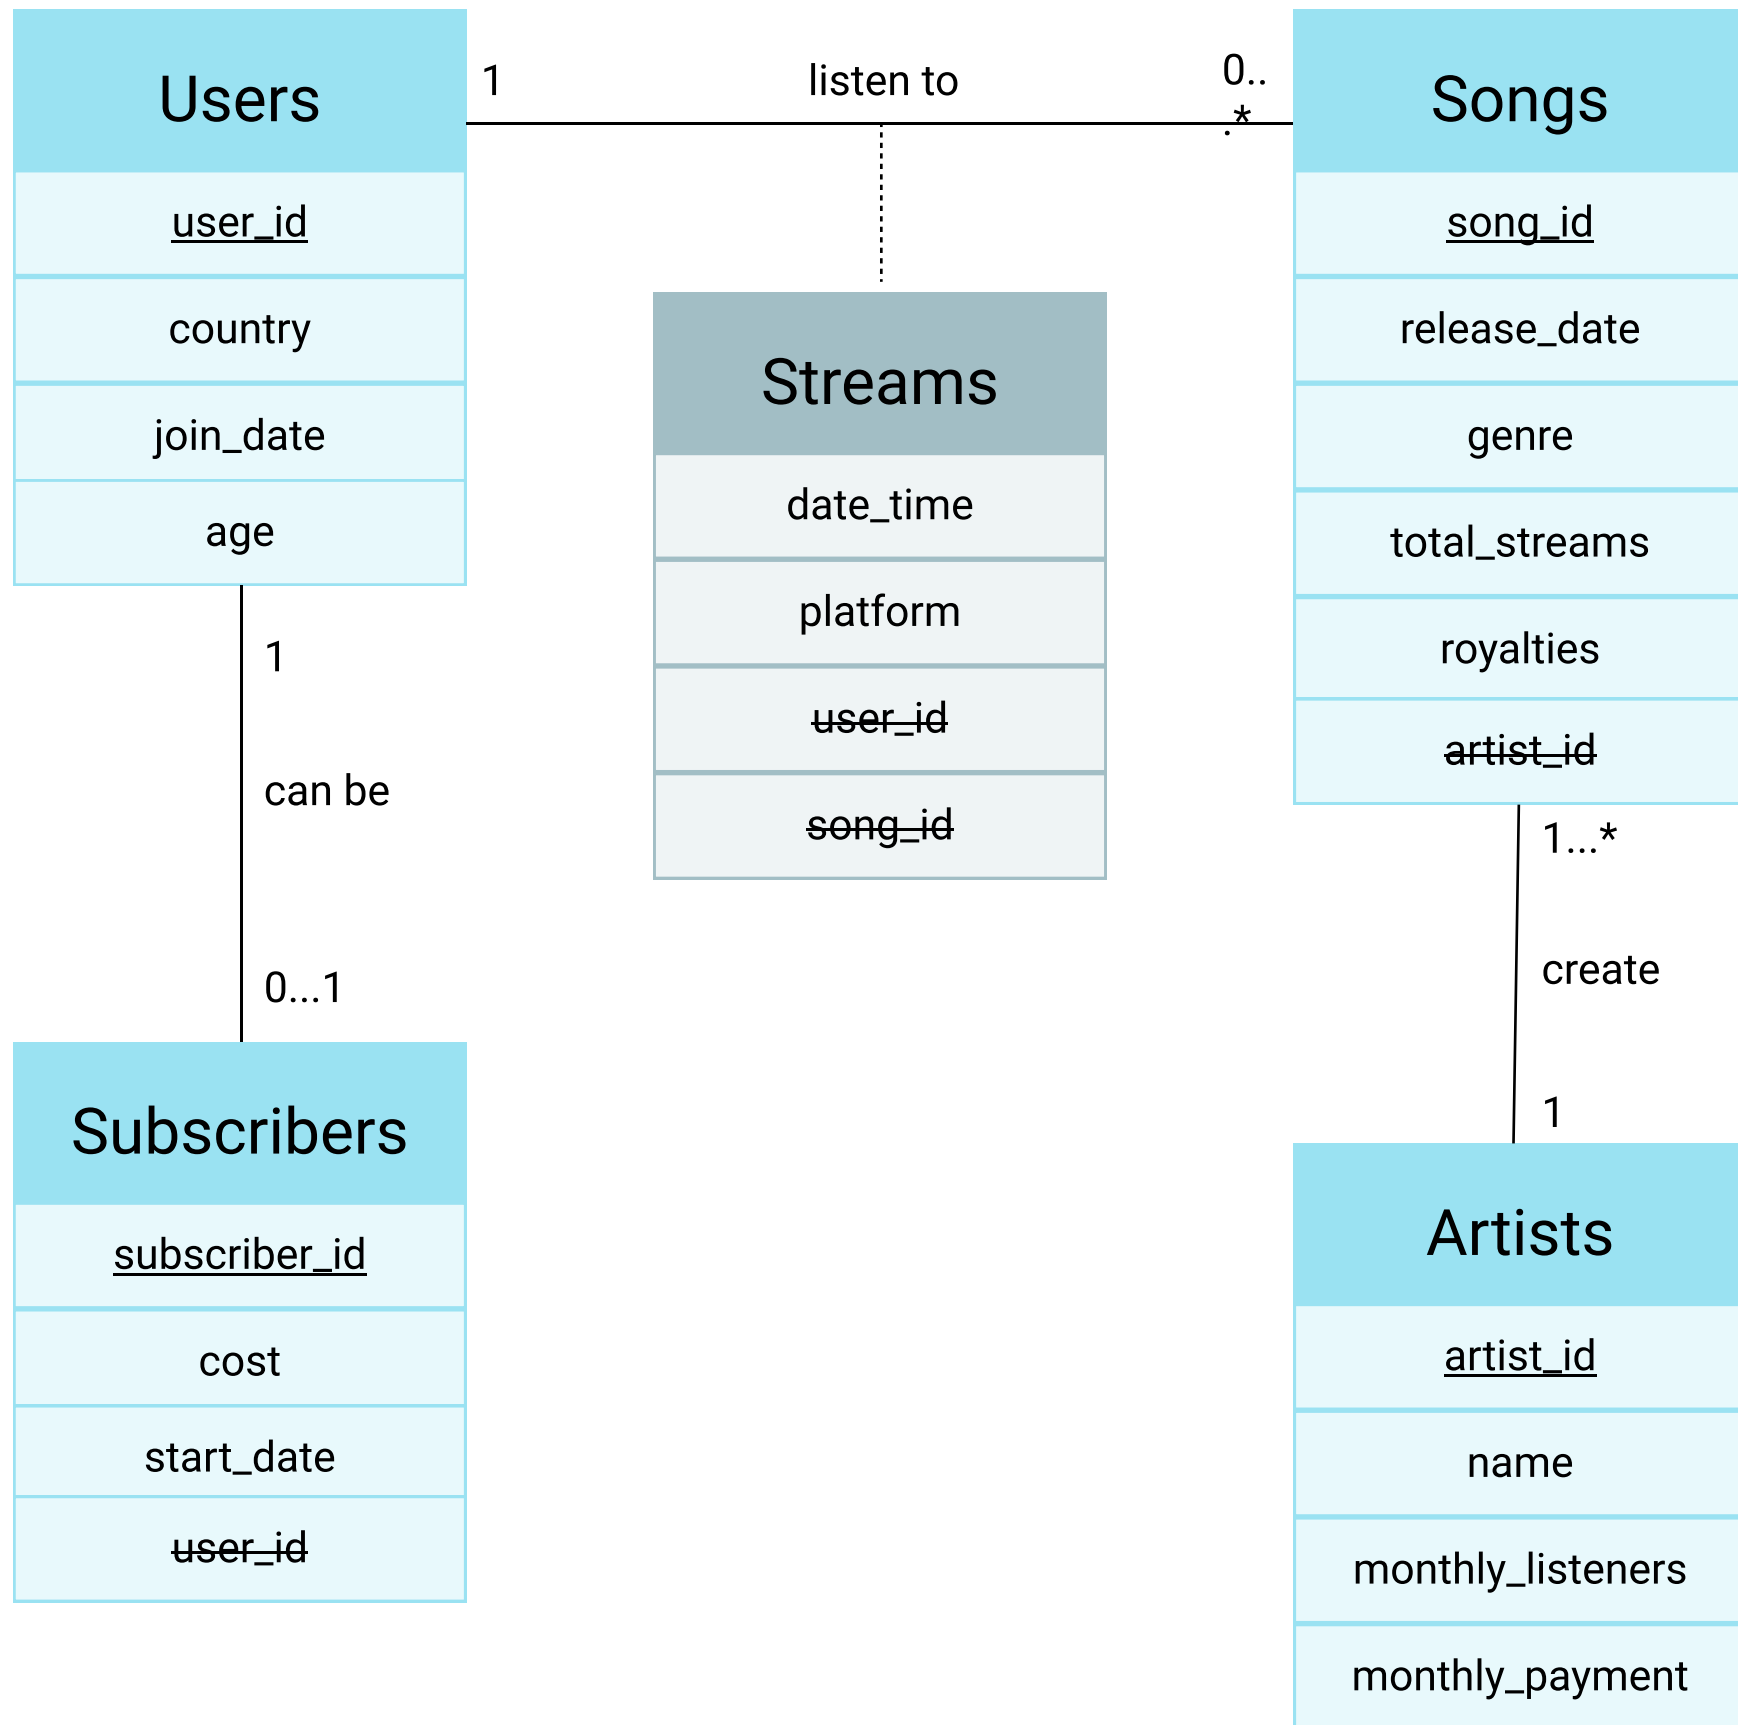 Users
user_id
country
join_date
age
1
listen to
0..
.*
Songs
song_id
release_date
genre
total_streams
royalties
artist_id
Streams
date_time
platform
user_id
song_id
1
can be
0...1
1...*
create
1
Subscribers
subscriber_id
cost
start_date
user_id
Artists
artist_id
name
monthly_listeners
monthly_payment